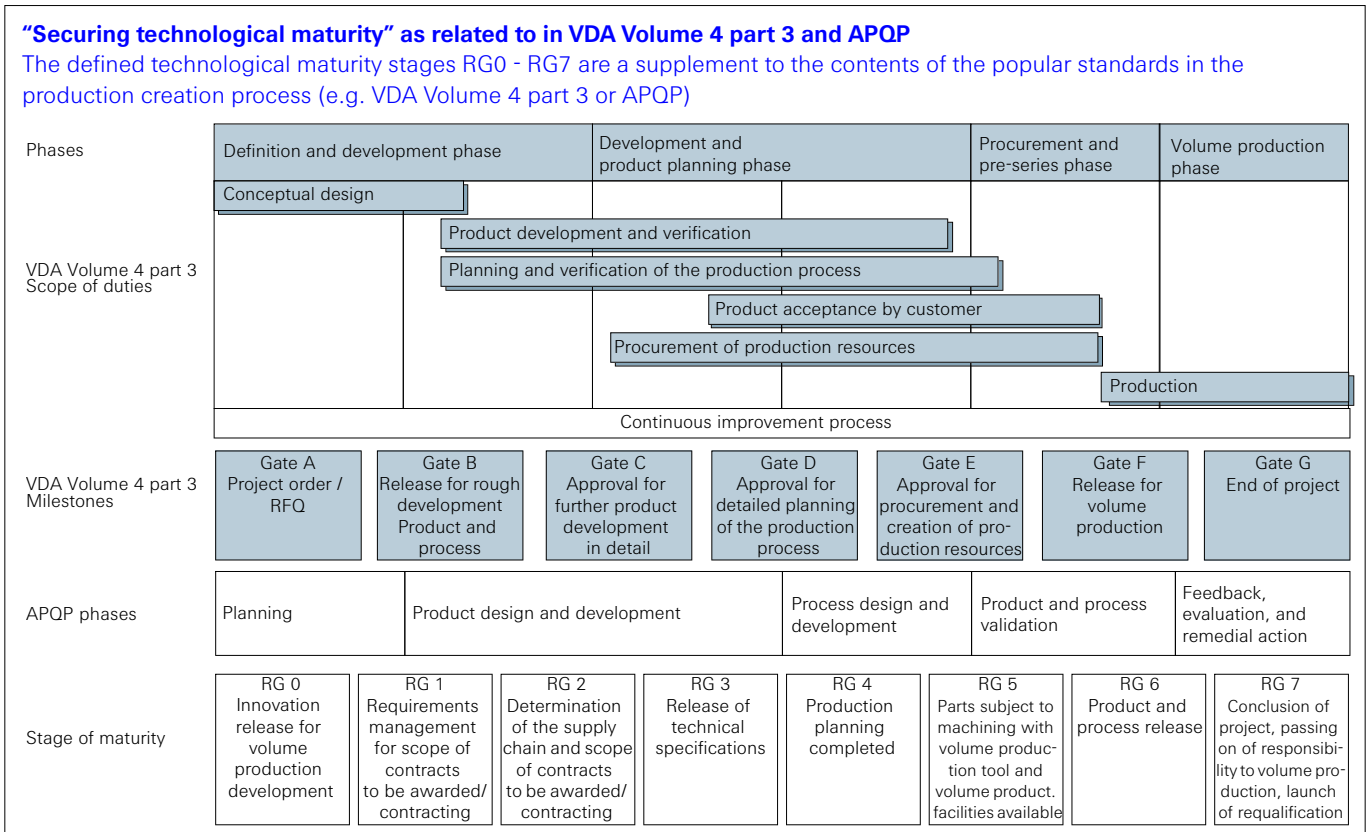 “Securing technological maturity” as related to in VDA Volume 4 part 3 and APQP
The defined technological maturity stages RG0 - RG7 are a supplement to the contents of the popular standards in the
production creation process (e.g. VDA Volume 4 part 3 or APQP)
Phases
Definition and development phase
Development and
product planning phase
Procurement and
pre-series phase
Volume production
phase
VDA Volume 4 part 3
Scope of duties
Conceptual design
Product development and verification
Planning and verification of the production process
Product acceptance by customer
Procurement of production resources
Production
Continuous improvement process
VDA Volume 4 part 3
Milestones
Gate A
Project order /
RFQ
Gate B
Release for rough
development
Product and
process
Gate C
Approval for
further product
development
in detail
Gate D
Approval for
detailed planning
of the production
process
Gate E
Approval for
procurement and
creation of pro-
duction resources
Gate F
Release for
volume
production
Gate G
End of project
APQP phases
Planning
Product design and development
Process design and
development
Product and process
validation
Feedback,
evaluation, and
remedial action
Stage of maturity
RG 0
Innovation
release for
volume
production
development
RG 1
Requirements
management
for scope of
contracts
to be awarded/
contracting
RG 2
Determination
of the supply
chain and scope
of contracts
to be awarded/
contracting
RG 3
Release of
technical
specifications
RG 4
Production
planning
completed
RG 5
Parts subject to
machining with
volume produc-
tion tool and
volume product.
facilities available
RG 6
Product and
process release
RG 7
Conclusion of
project, passing
on of responsibi-
lity to volume pro-
duction, launch
of requalification